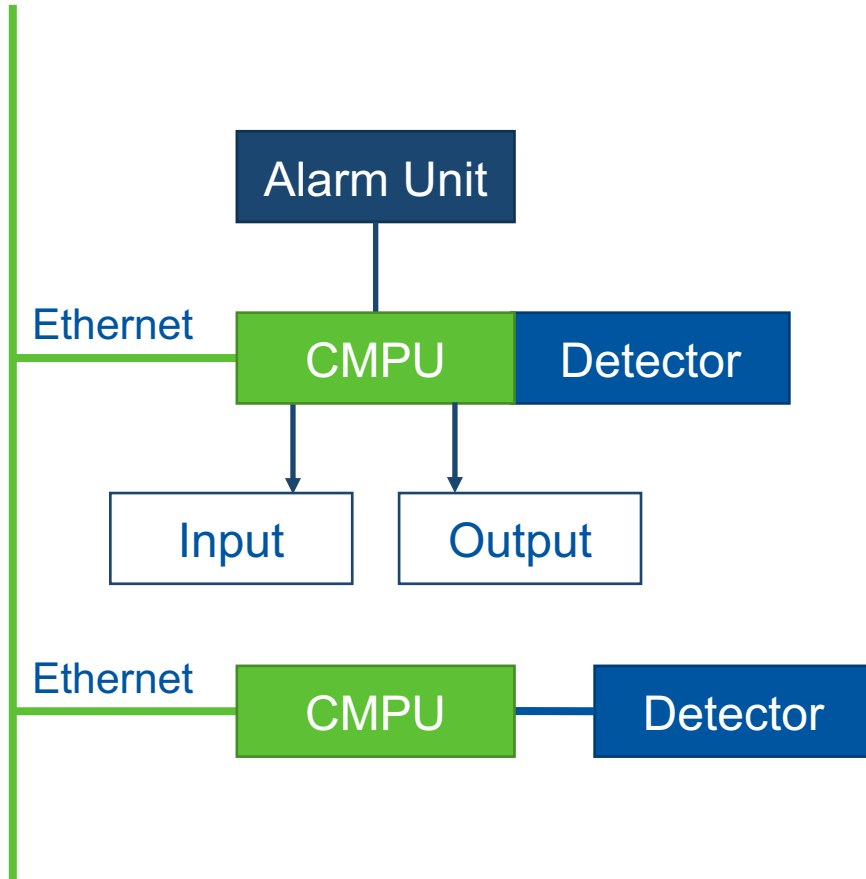 Alarm Unit
Ethernet
CMPU
Detector
Input
Output
Ethernet
CMPU
Detector